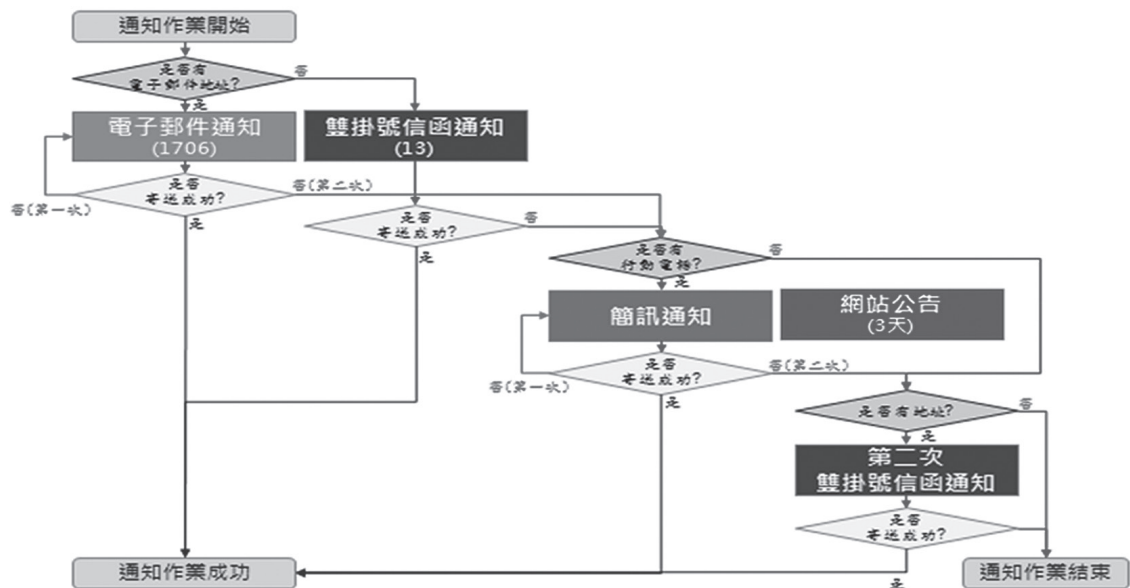 通知作業開始
是否有
電子郵件地址?
否
是
電子郵件通知
(1706)
雙掛號信函通知
(13)
是否
寄送成功?
否(第二次)
否(第一次)
是
是否
寄送成功?
否
是
是否有
行動電話?
否
是
簡訊通知
網站公告
(3天)
是否
寄送成功?
否(第二次)
否(第一次)
是
是否有地址?
否
是
第二次
雙掛號信函通知
是否
寄送成功?
是
通知作業成功
通知作業結束